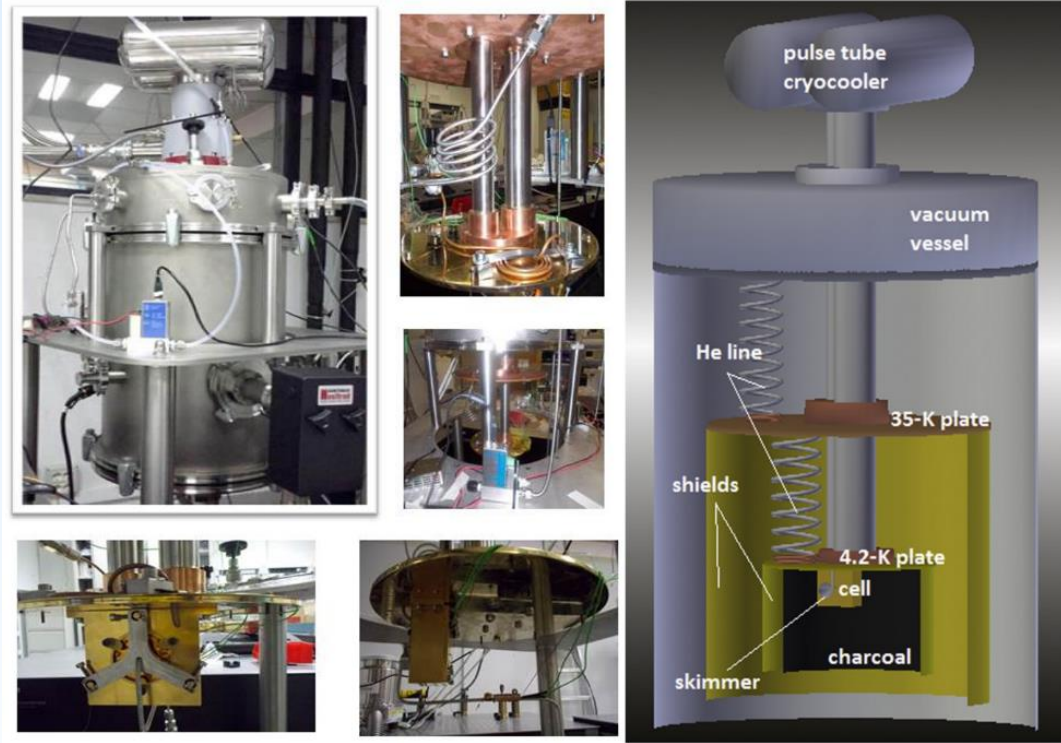 pulse tube
cryocooler
vacuum
vessel
He line
35-K plate
shields
4.2-K plate
cell
charcoal
skimmer